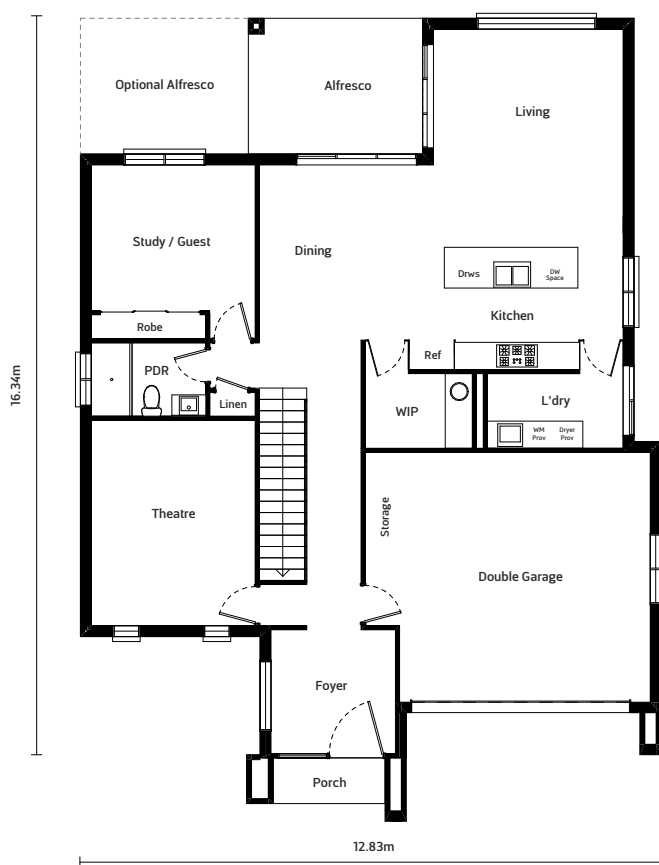 Optional Alfresco
Alfresco
Living
Study / Guest
Dining
Drws
DW
Space
Kitchen
Robe
Ref
PDR
16.34m
Linen
WIP
L'dry
WM
Prov
Dryer
Prov
Theatre
Storage
Double Garage
Foyer
Porch
12.83m